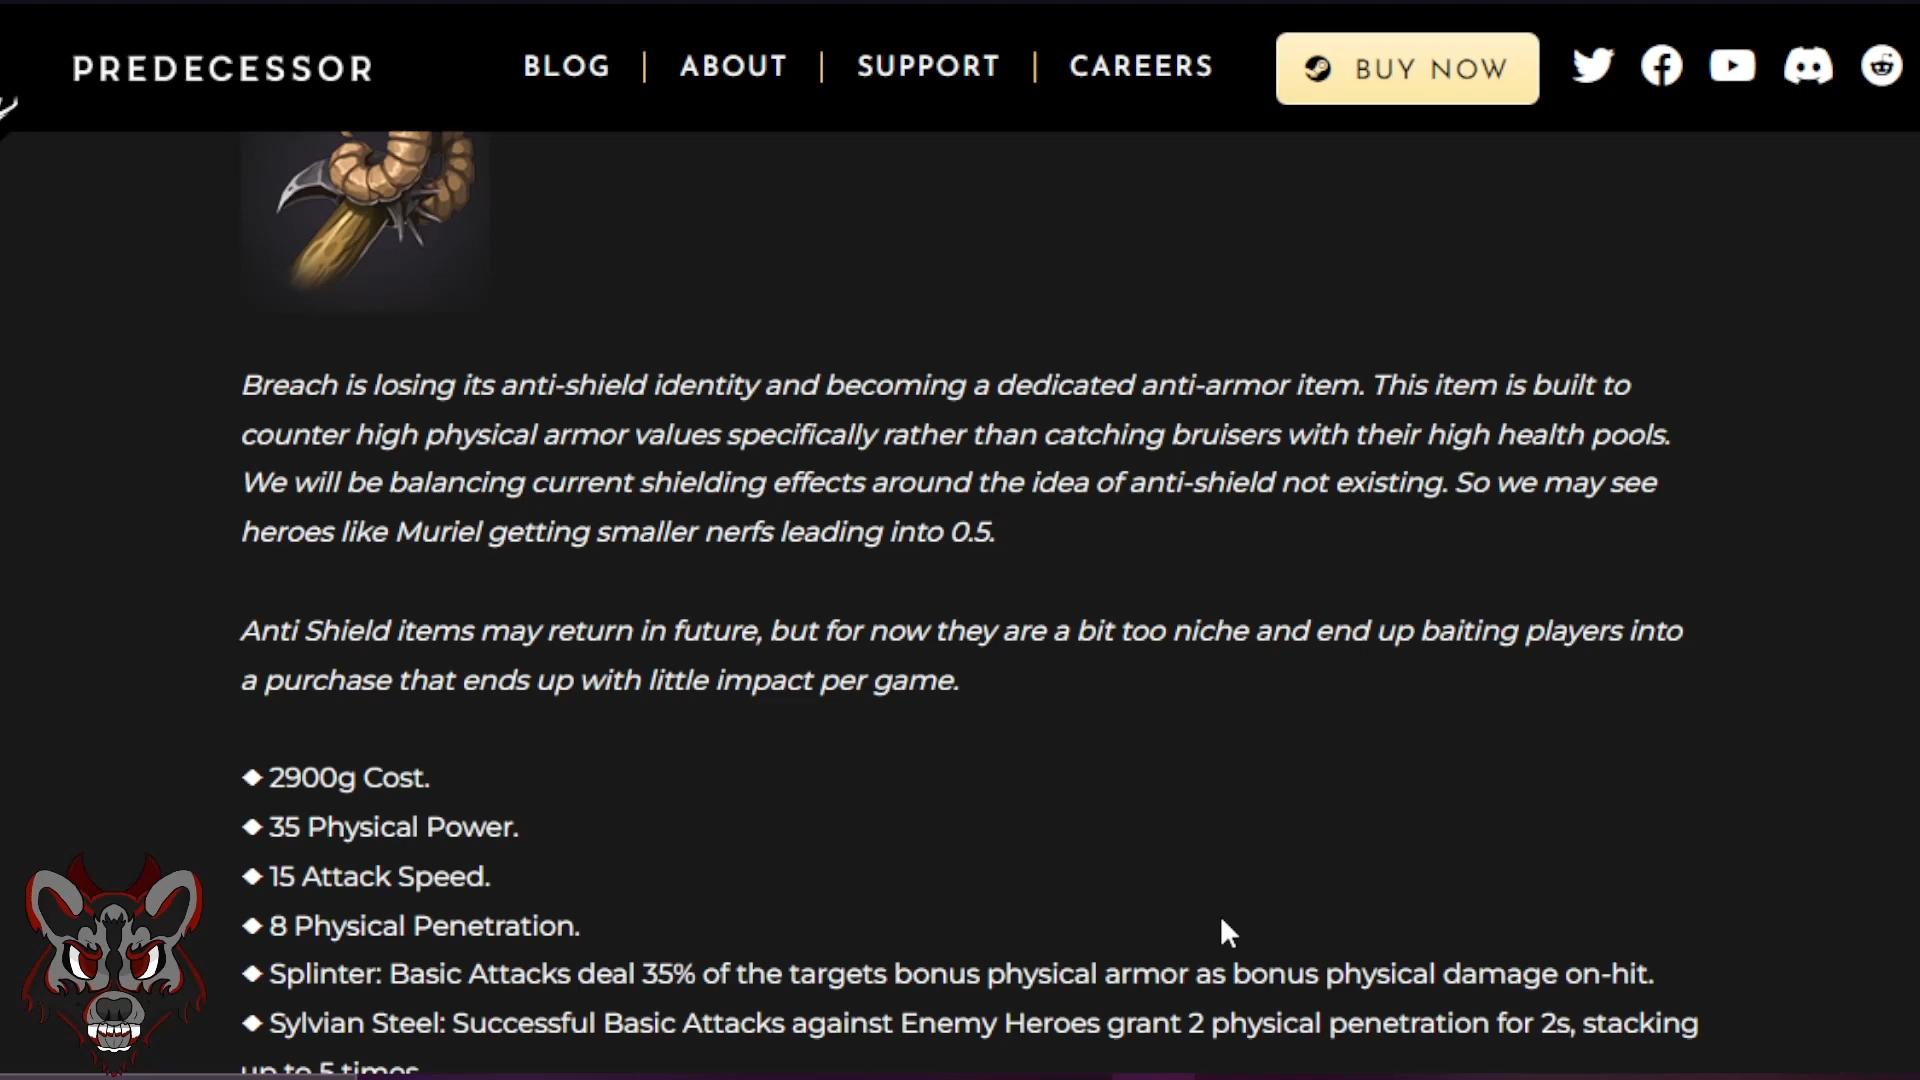 PREDECESSOR
BLOG | ABOUT | SUPPORT | CAREERS
BUY NOW
Breach is losing its anti-shield identity and becoming a dedicated anti-armor item. This item is built to
counter high physical armor values specifically rather than catching bruisers with their high health pools.
We will be balancing current shielding effects around the idea of anti-shield not existing. So we may see
heroes like Muriel getting smaller nerfs leading into 0.5.
Anti Shield items may return in future, but for now they are a bit too niche and end up baiting players into
a purchase that ends up with little impact per game.
◆ 2900g Cost.
◆ 35 Physical Power.
◆ 15 Attack Speed.
◆ 8 Physical Penetration.
◆ Splinter: Basic Attacks deal 35% of the targets bonus physical armor as bonus physical damage on-hit.
◆ Sylvian Steel: Successful Basic Attacks against Enemy Heroes grant 2 physical penetration for 2s, stacking
up to 5 times